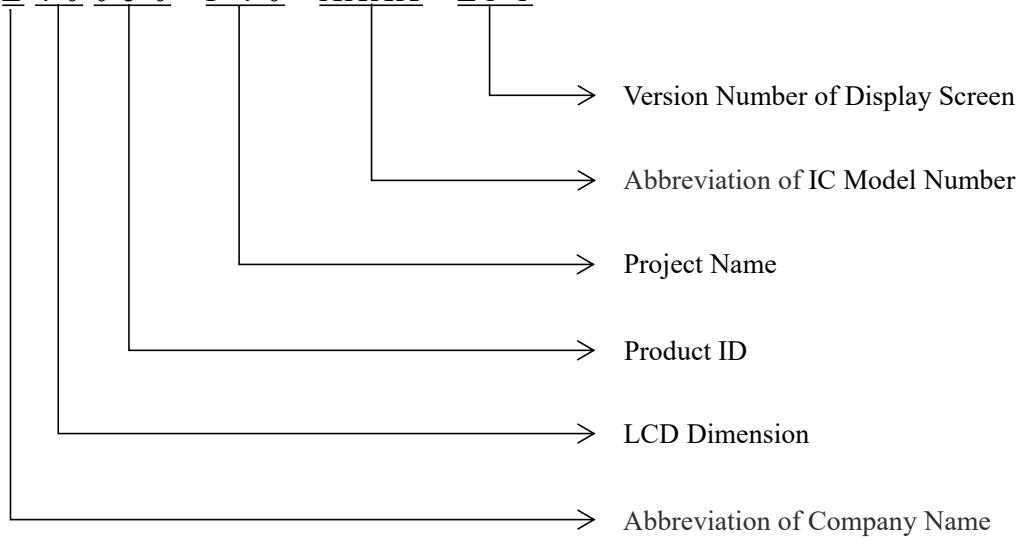 Version Number of Display Screen
Abbreviation of IC Model Number
Project Name
Product ID
LCD Dimension
Abbreviation of Company Name